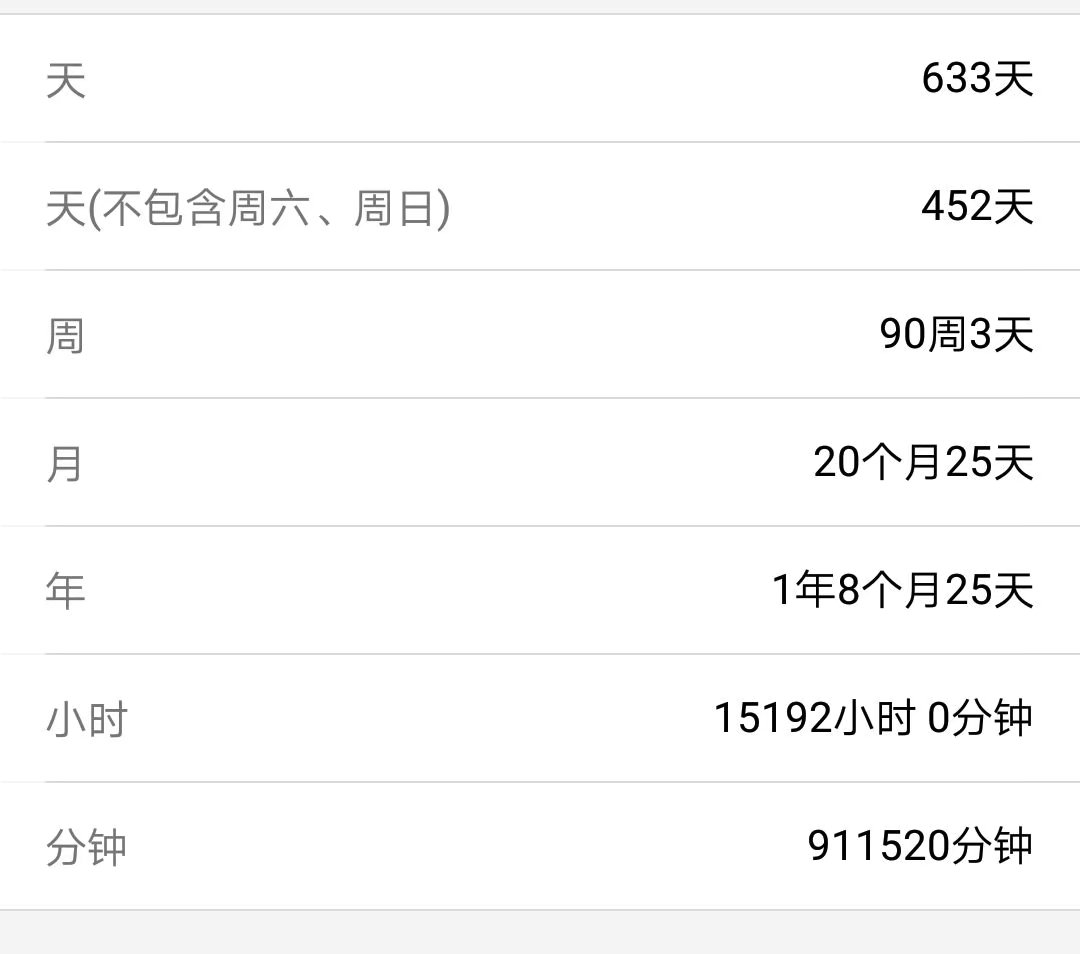 天 633天
天(不包含周六、周日) 452天
周 90周3天
月 20个月25天
年 1年8个月25天
小时 15192小时 0分钟
分钟 911520分钟